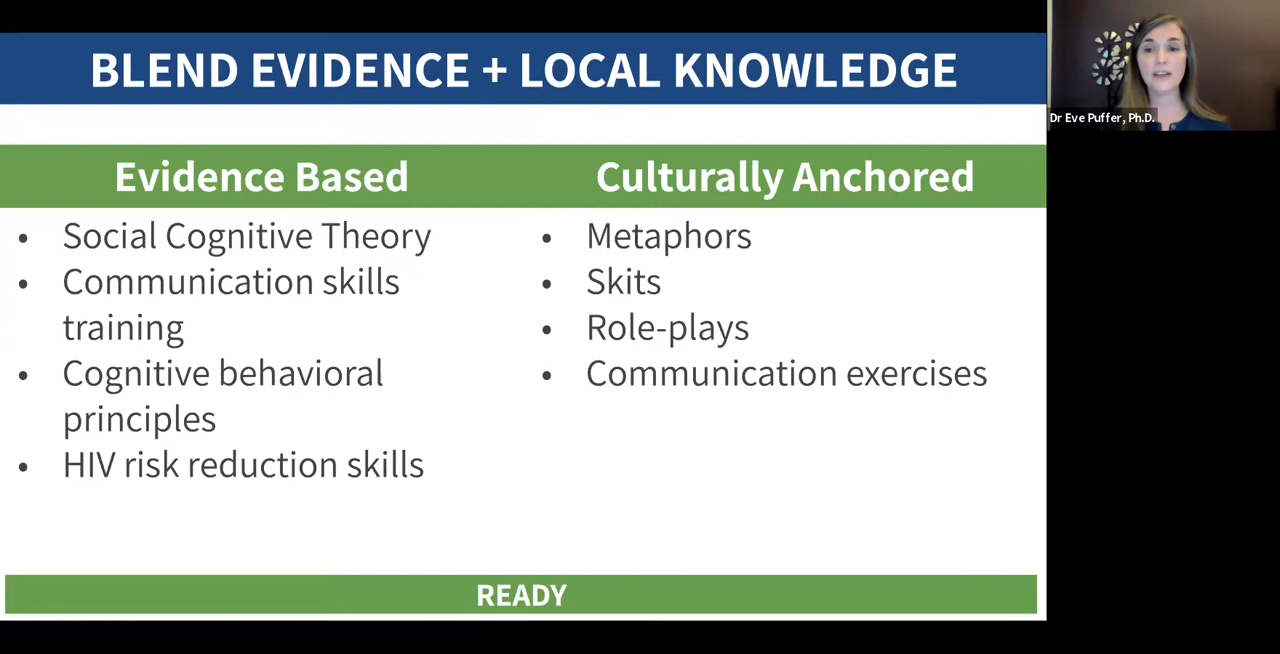 BLEND EVIDENCE + LOCAL KNOWLEDGE
Dr Eve Puffer, Ph.D.
Evidence Based
• Social Cognitive Theory
• Communication skills
training
• Cognitive behavioral
principles
• HIV risk reduction skills
Culturally Anchored
• Metaphors
• Skits
• Role-plays
• Communication exercises
READY